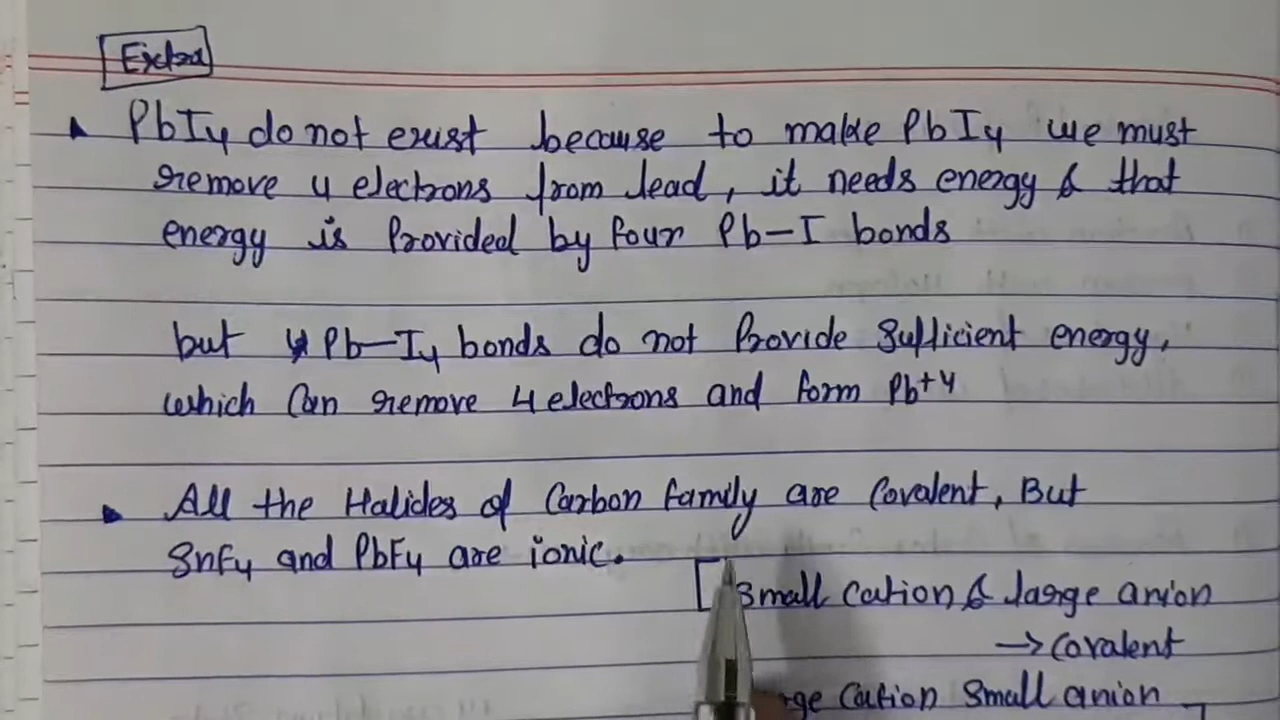 Extra
PbI4 do not exist because to make PbI4 we must
remove 4 electrons from lead, it needs energy & that
energy is Provided by four Pb-I bonds
but 4 Pb-I4 bonds do not Provide Sufficient energy,
which Can remove 4 electrons and form Pb+4
All the Halides of Carbon family are Covalent, But
SnF4 and PbF4 are ionic.
[Small Cation & large anion
→ Covalent
Cation Small anion